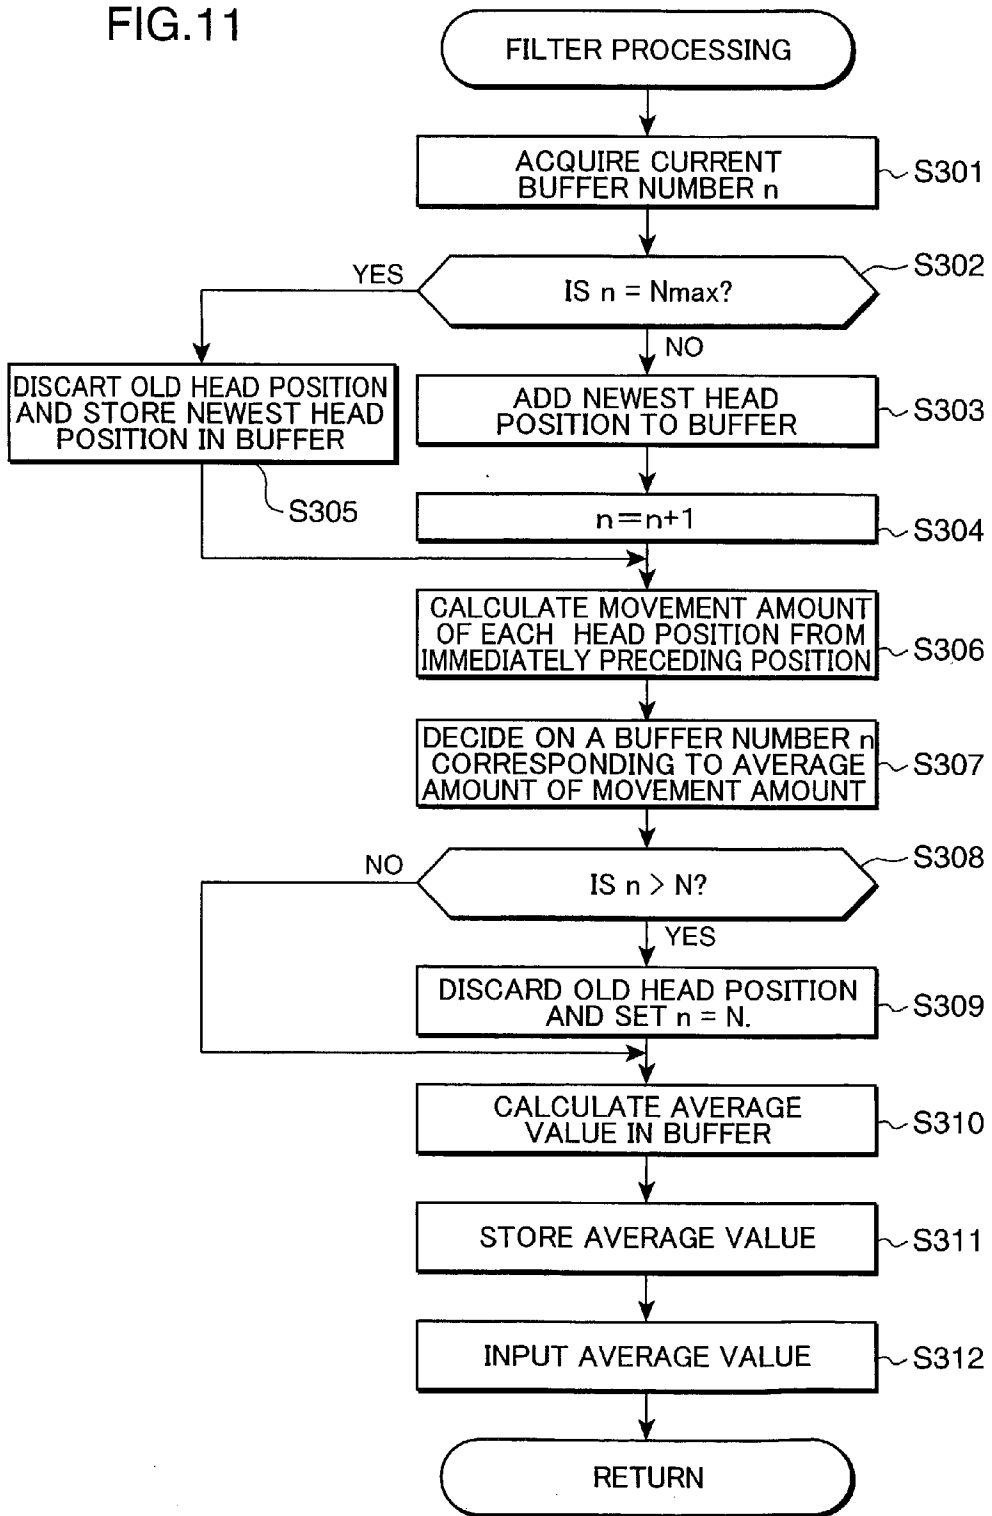 FIG.11
FILTER PROCESSING
ACQUIRE CURRENT
BUFFER NUMBER n
S301
IS n = Nmax?
S302
YES
NO
DISCART OLD HEAD POSITION
AND STORE NEWEST HEAD
POSITION IN BUFFER
S305
ADD NEWEST HEAD
POSITION TO BUFFER
S303
n=n+1
S304
CALCULATE MOVEMENT AMOUNT
OF EACH HEAD POSITION FROM
IMMEDIATELY PRECEDING POSITION
S306
DECIDE ON A BUFFER NUMBER n
CORRESPONDING TO AVERAGE
AMOUNT OF MOVEMENT AMOUNT
S307
IS n > N?
S308
NO
YES
DISCARD OLD HEAD POSITION
AND SET n = N.
S309
CALCULATE AVERAGE
VALUE IN BUFFER
S310
STORE AVERAGE VALUE
S311
INPUT AVERAGE VALUE
S312
RETURN